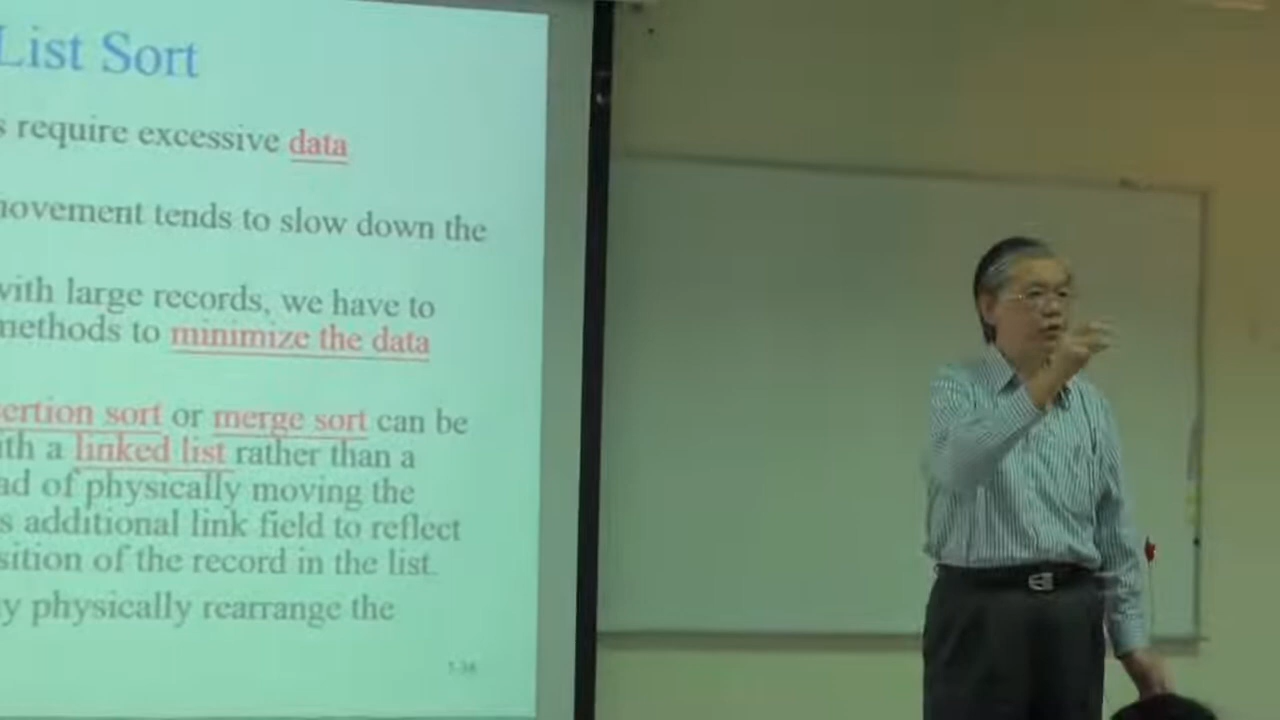 List Sort
s require excessive data
movement tends to slow down the
with large records, we have to
methods to minimize the data
ertion sort or merge sort can be
ith a linked list rather than a
ad of physically moving the
s additional link field to reflect
sition of the record in the list.
y physically rearrange the